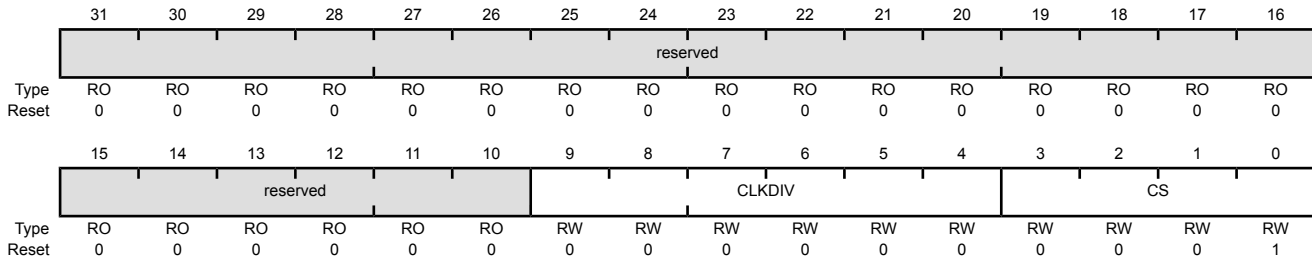 31 30 29 28 27 26 25 24 23 22 21 20 19 18 17 16
reserved
Type RO RO RO RO RO RO RO RO RO RO RO RO RO RO RO RO
Reset 0 0 0 0 0 0 0 0 0 0 0 0 0 0 0 0
15 14 13 12 11 10 9 8 7 6 5 4 3 2 1 0
reserved CLKDIV CS
Type RO RO RO RO RO RO RW RW RW RW RW RW RW RW RW RW
Reset 0 0 0 0 0 0 0 0 0 0 0 0 0 0 0 1